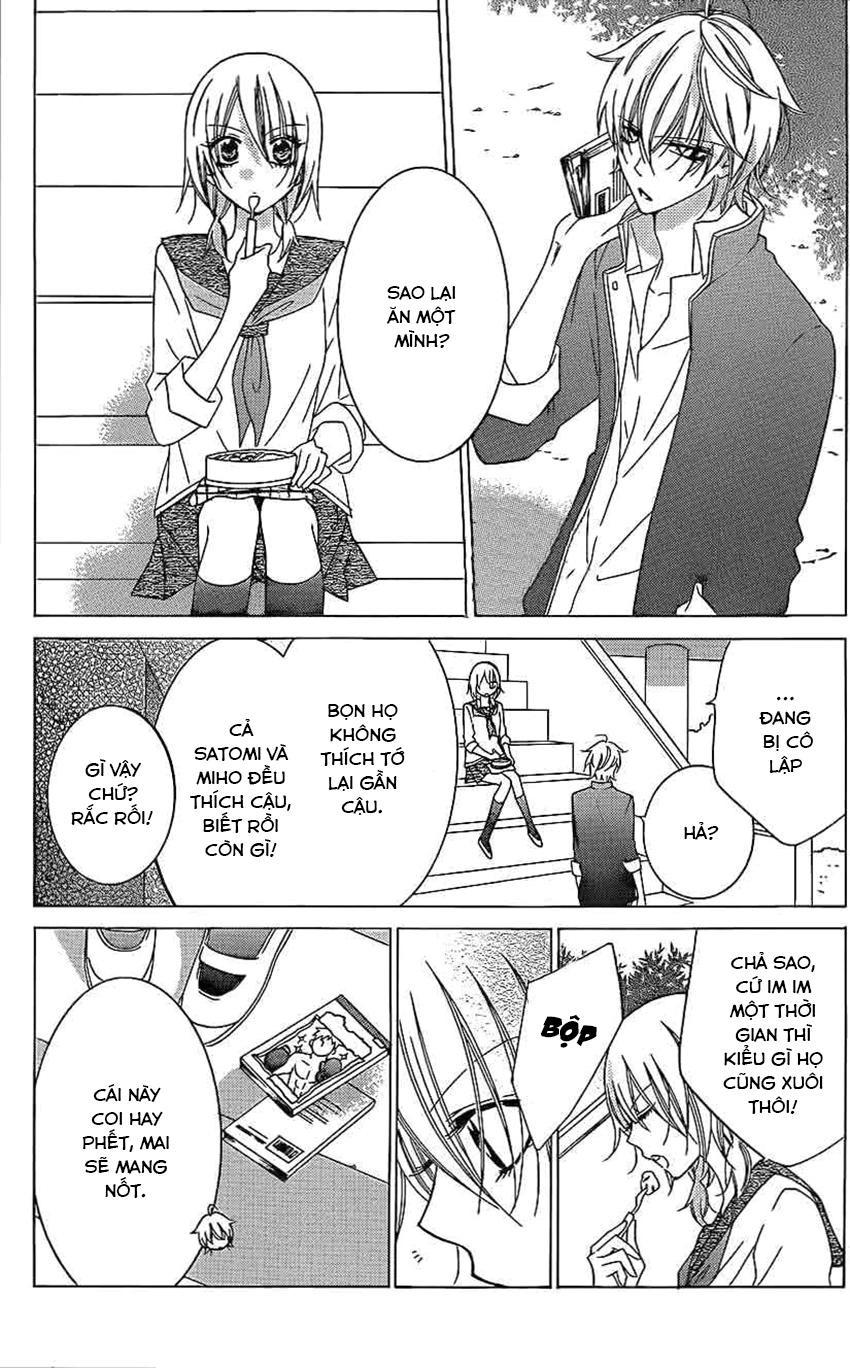 SAO LẠI
ĂN MỘT
MÌNH?
...
ĐANG
BỊ CÔ
LẬP
HẢ?
BỌN HỌ
KHÔNG
THÍCH TỚ
LẠI GẦN
CẬU.
CẢ
SATOMI VÀ
MIHO ĐỀU
THÍCH CẬU,
BIẾT RỒI
CÒN GÌ!
GÌ VẬY
CHỨ?
RẮC RỐI!
CHẢ SAO,
CỨ IM IM
MỘT THỜI
GIAN THÌ
KIỂU GÌ HỌ
CŨNG XUÔI
THÔI!
BỘP
CÁI NÀY
COI HAY
PHẾT, MAI
SẼ MANG
NỐT.